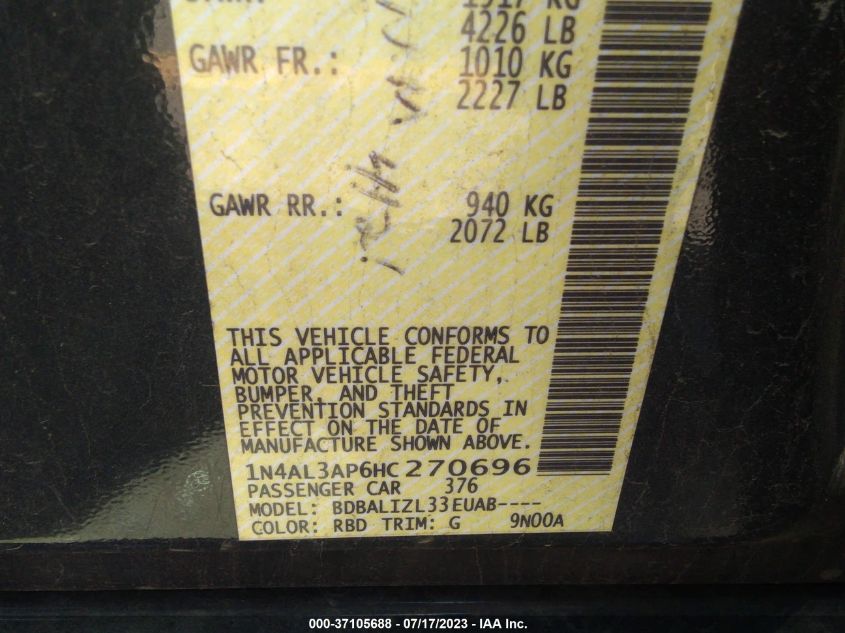 4226 LB
GAWR FR.: 1010 KG
2227 LB
GAWR RR.: 940 KG
2072 LB
THIS VEHICLE CONFORMS TO
ALL APPLICABLE FEDERAL
MOTOR VEHICLE SAFETY,
BUMPER, AND THEFT
PREVENTION STANDARDS IN
EFFECT ON THE DATE OF
MANUFACTURE SHOWN ABOVE.
1N4AL3AP6HC270696
PASSENGER CAR 376
MODEL: BDBALIZL33EUAB----
COLOR: RBD TRIM: G 9N00A
000-37105688 - 07/17/2023 - IAA Inc.